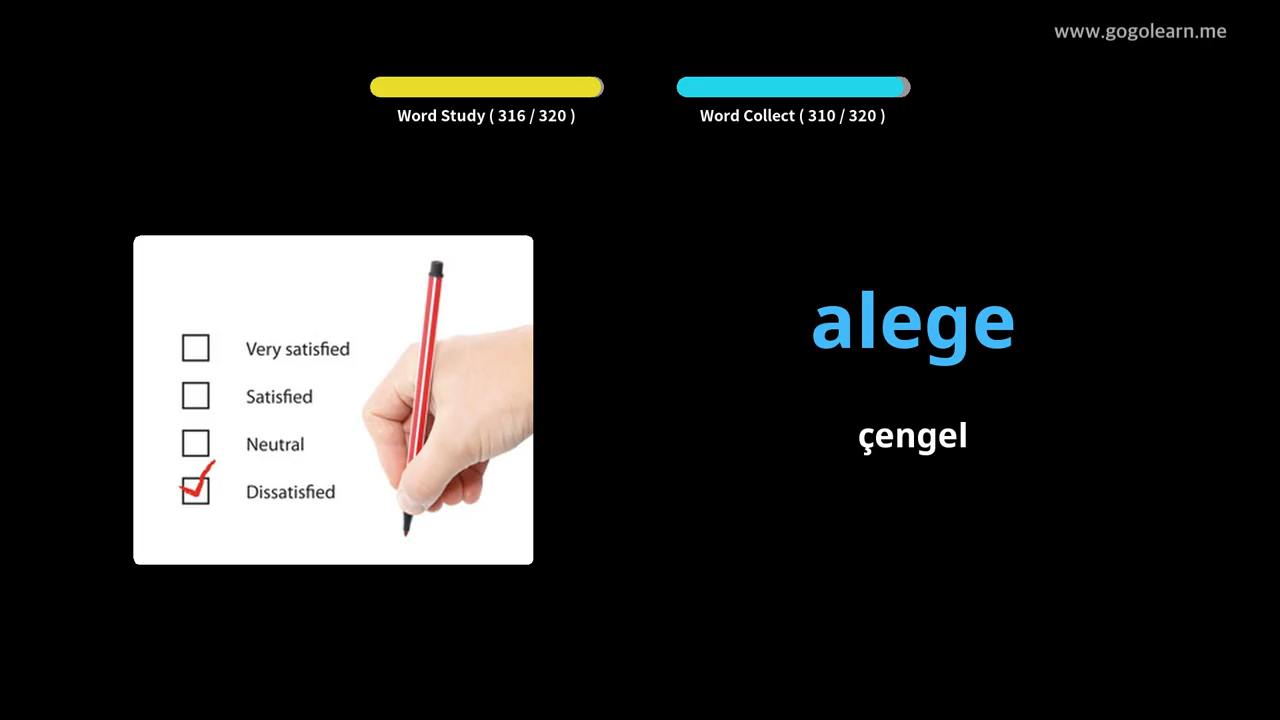 www.gogolearn.me
Word Study ( 316 / 320 )
Word Collect ( 310 / 320 )
Very satisfied
Satisfied
Neutral
Dissatisfied
alege
çengel